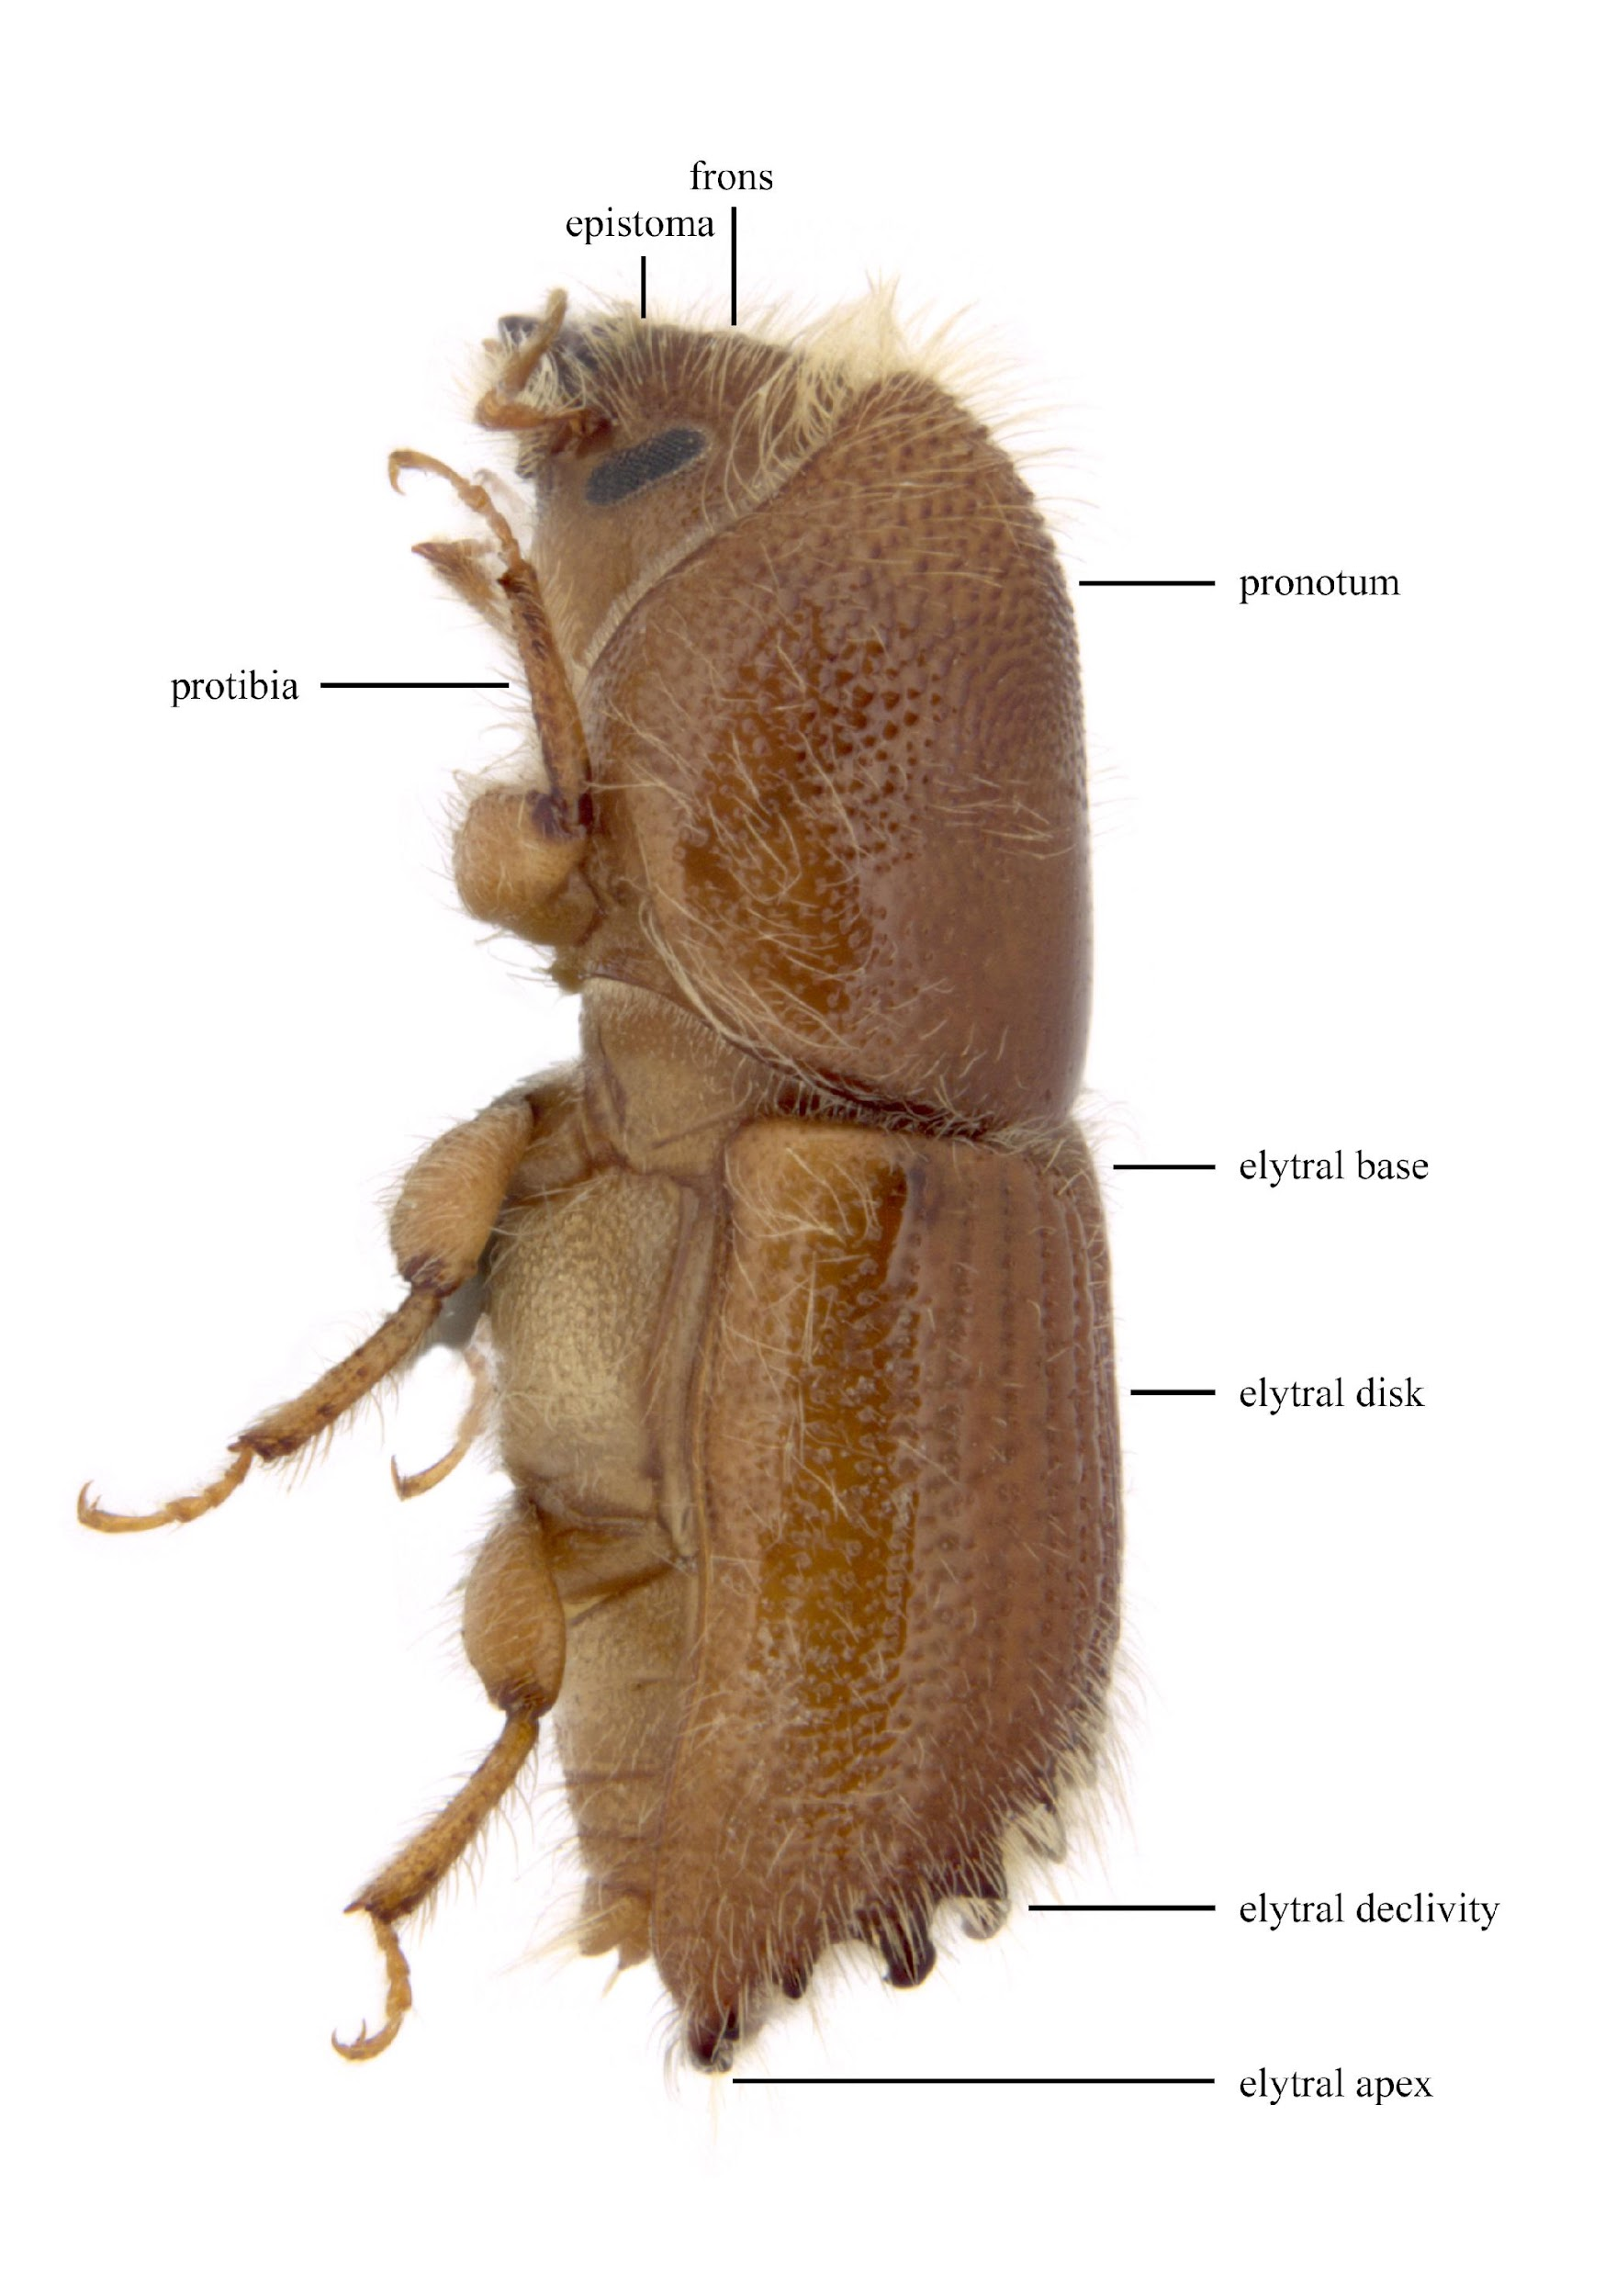 frons
epistoma
pronotum
protibia
elytral base
elytral disk
elytral declivity
elytral apex